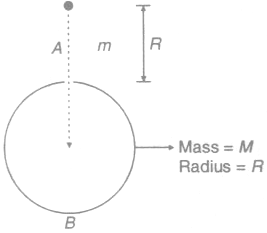 A m R
Mass = M
Radius = R
B